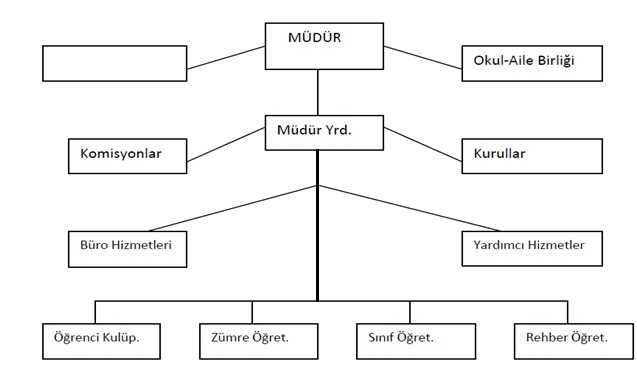 MÜDÜR
Okul-Aile Birliği
Müdür Yrd.
Komisyonlar
Kurullar
Büro Hizmetleri
Yardımcı Hizmetler
Öğrenci Kulüp.
Zümre Öğret.
Sınıf Öğret.
Rehber Öğret.